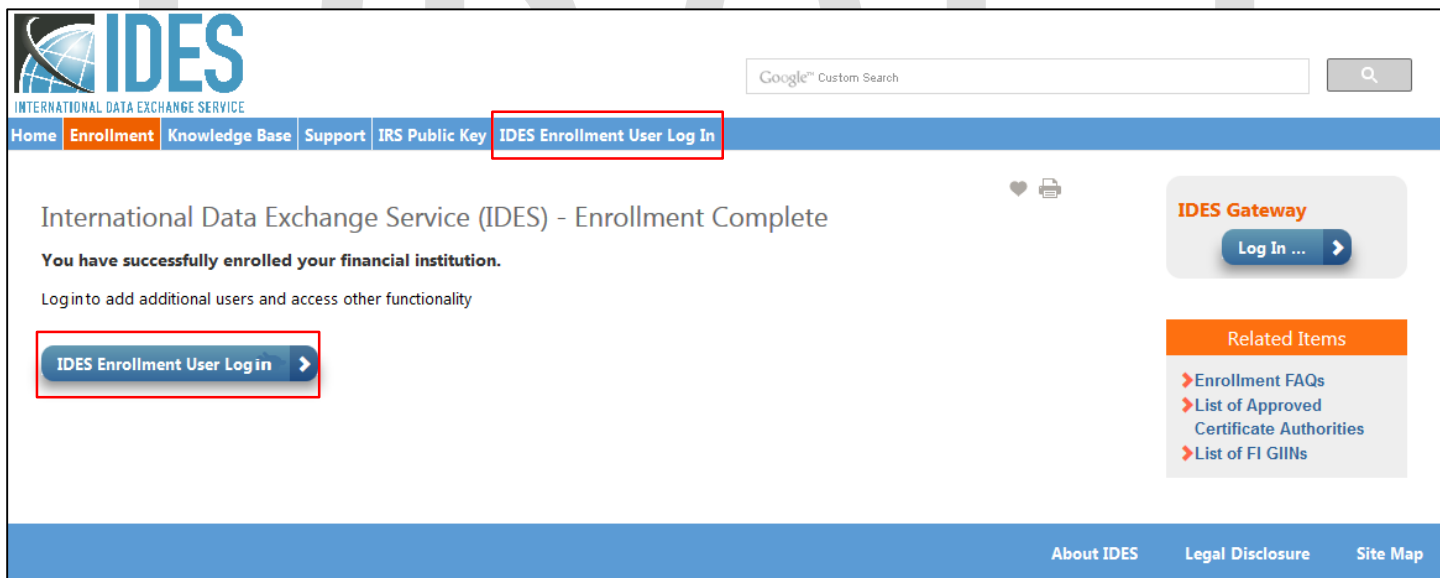 IDES
INTERNATIONAL DATA EXCHANGE SERVICE
Google™ Custom Search
Home Enrollment Knowledge Base Support IRS Public Key IDES Enrollment User Log In
International Data Exchange Service (IDES) - Enrollment Complete
You have successfully enrolled your financial institution.
Log in to add additional users and access other functionality
IDES Enrollment User Log in
IDES Gateway
Log In ...
Related Items
Enrollment FAQs
List of Approved
Certificate Authorities
List of FI GIINs
About IDES Legal Disclosure Site Map